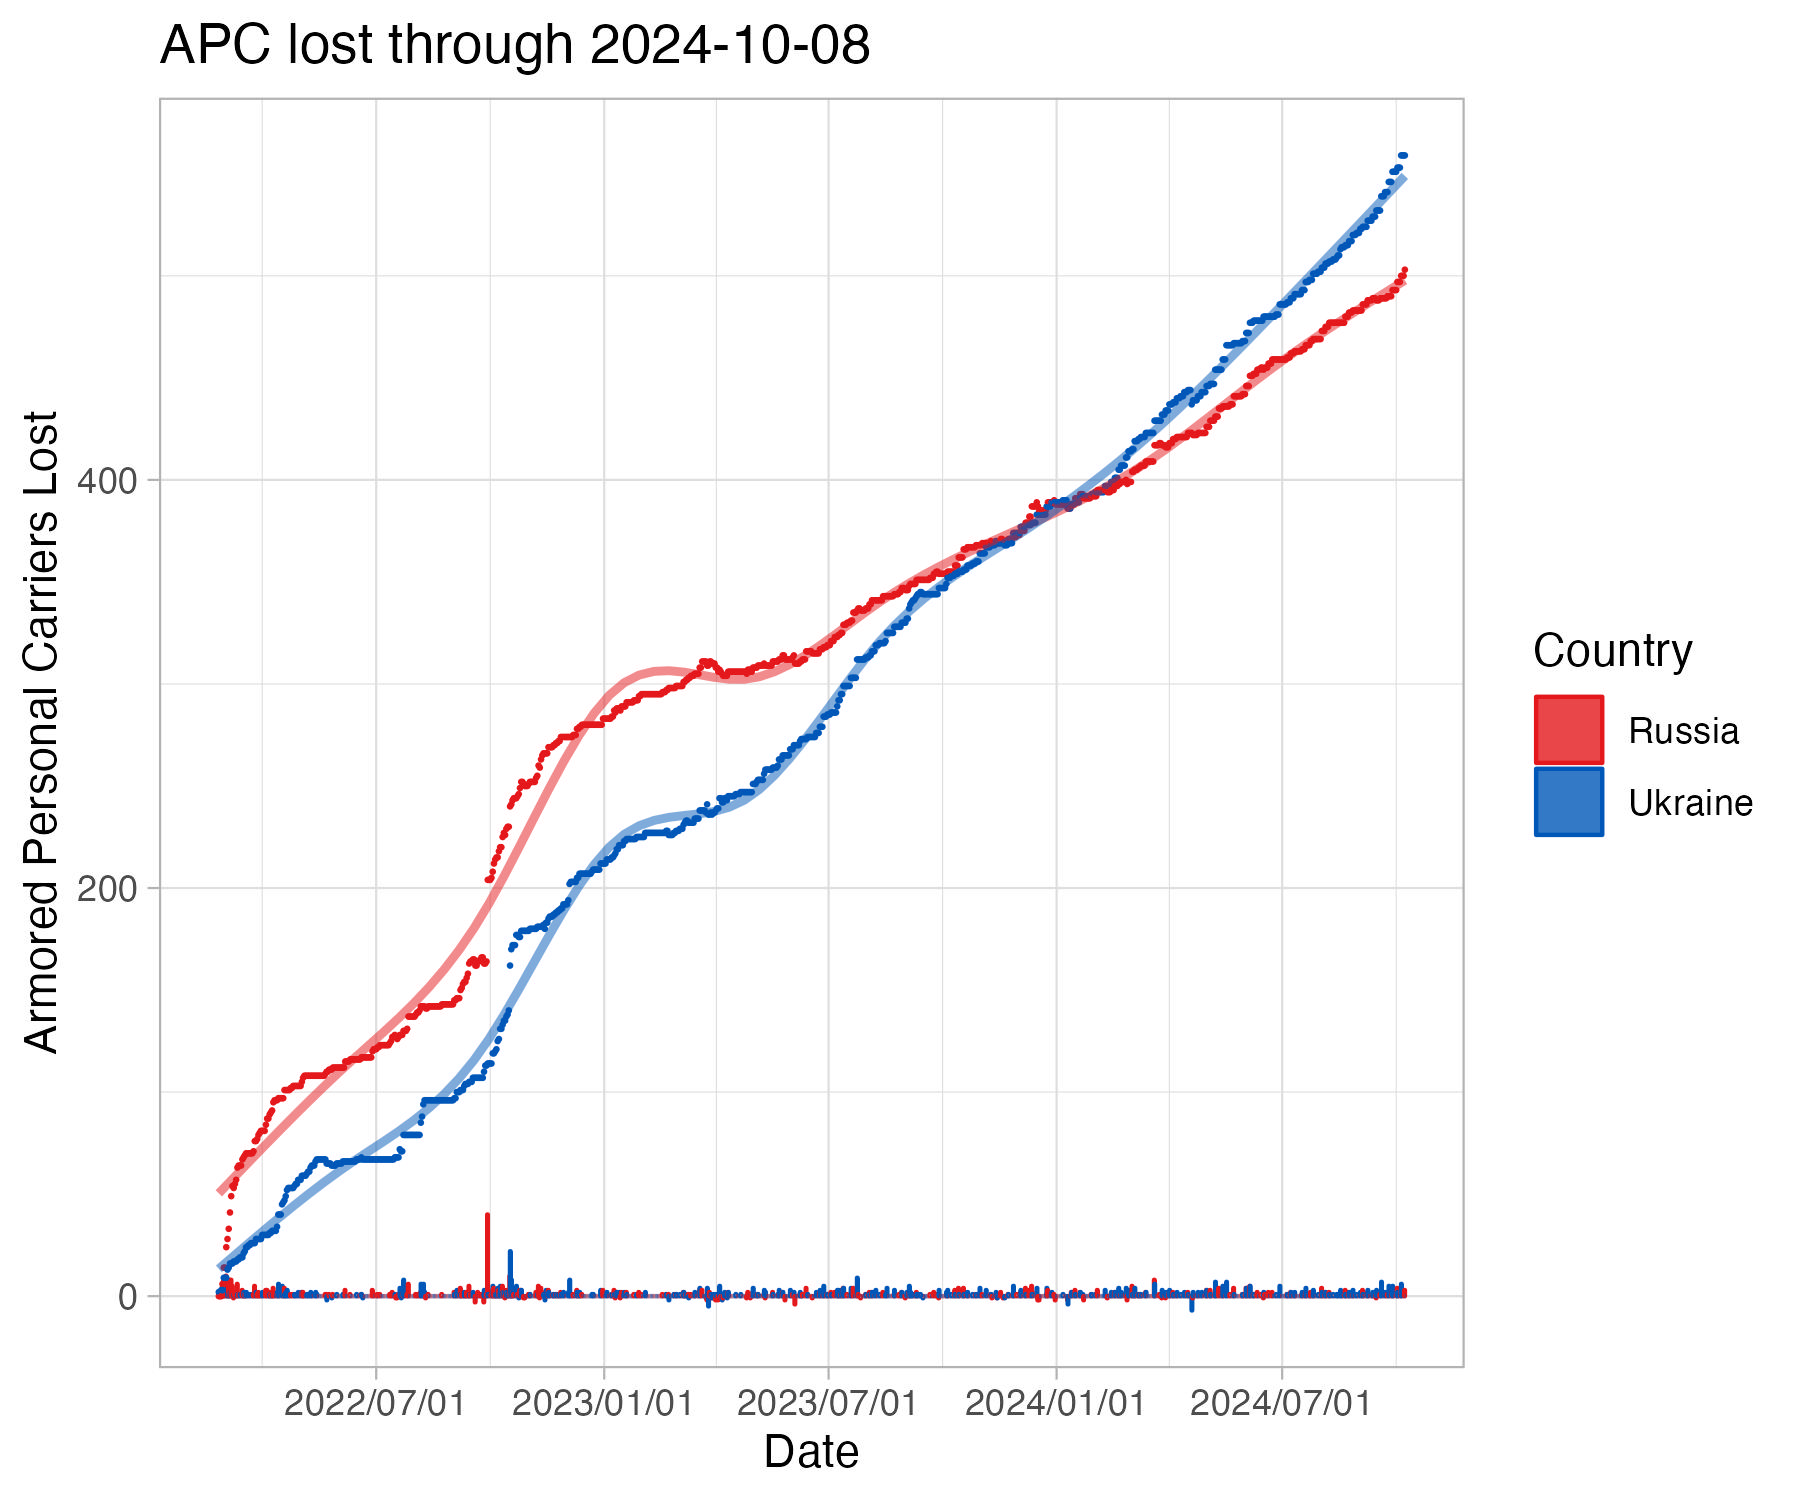 APC lost through 2024-10-08
Armored Personal Carriers Lost
400
200
0
2022/07/01
2023/01/01
2023/07/01
2024/01/01
2024/07/01
Date
Country
Russia
Ukraine